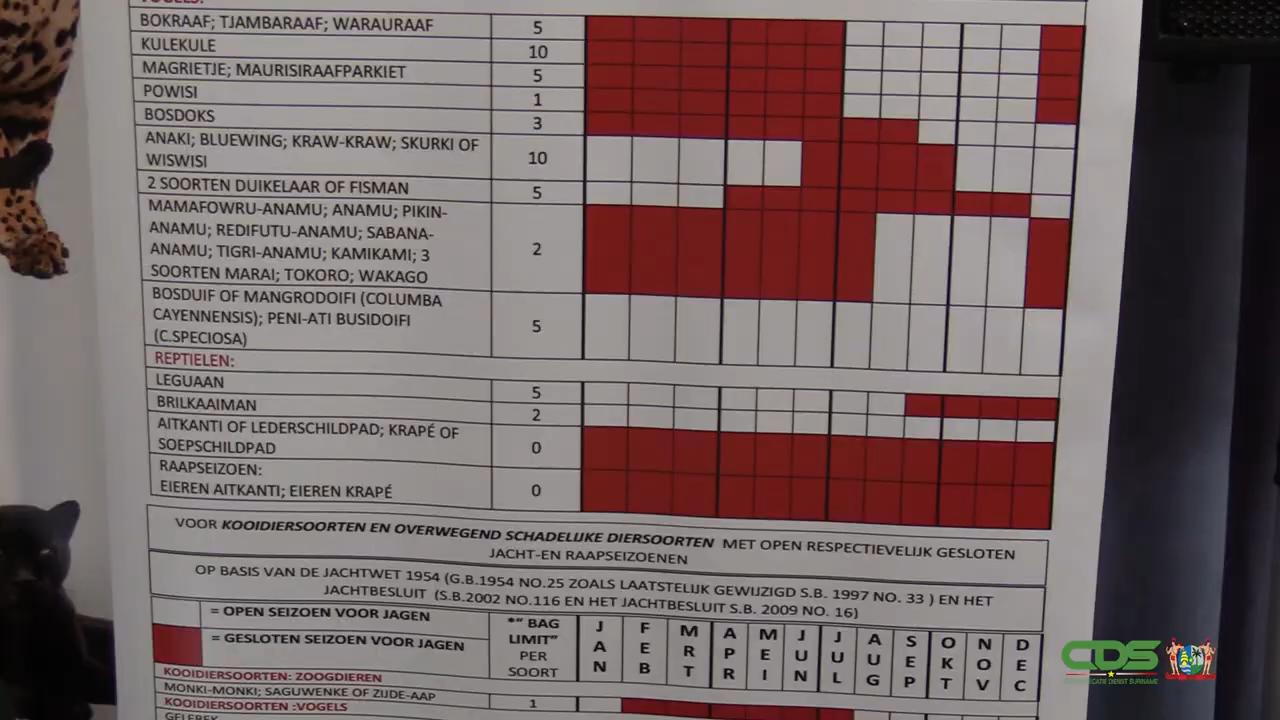 VOGELS:
BOKRAAF; TJAMBARAAF; WARAURAAF 5
KULEKULE 10
MAGRIETJE; MAURISIRAAFPARKIET 5
POWISI 1
BOSDOKS 3
ANAKI; BLUEWING; KRAW-KRAW; SKURKI OF
WISWISI 10
2 SOORTEN DUIKELAAR OF FISMAN 5
MAMAFOWRU-ANAMU; ANAMU; PIKIN-
ANAMU; REDIFUTU-ANAMU; SABANA-
ANAMU; TIGRI-ANAMU; KAMIKAMI; 3 2
SOORTEN MARAI; TOKORO; WAKAGO
BOSDUIF OF MANGRODOIFI (COLUMBA
CAYENNENSIS); PENI-ATI BUSIDOIFI 5
(C.SPECIOSA)
REPTIELEN:
LEGUAAN 5
BRILKAAIMAN 2
AITKANTI OF LEDERSCHILDPAD; KRAPÉ OF
SOEPSCHILDPAD 0
RAAPSEIZOEN:
EIEREN AITKANTI; EIEREN KRAPÉ 0
VOOR KOOIDIERSOORTEN EN OVERWEGEND SCHADELIJKE DIERSOORTEN MET OPEN RESPECTIEVELIJK GESLOTEN
JACHT-EN RAAPSEIZOENEN
OP BASIS VAN DE JACHTWET 1954 (G.B.1954 NO.25 ZOALS LAATSTELIJK GEWIJZIGD S.B. 1997 NO. 33 ) EN HET
JACHTBESLUIT (S.B.2002 NO.116 EN HET JACHTBESLUIT S.B. 2009 NO. 16)
= OPEN SEIZOEN VOOR JAGEN
= GESLOTEN SEIZOEN VOOR JAGEN
*“ BAG
LIMIT”
PER
SOORT
JAN FEB MRT APR MEI JUN JUL AUG SEP OKT NOV DEC
KOOIDIERSOORTEN: ZOOGDIEREN
MONKI-MONKI; SAGUWENKE OF ZIJDE-AAP 1
KOOIDIERSOORTEN :VOGELS
GELEBEK
CDS
COMMUNICATIE DIENST SURINAME